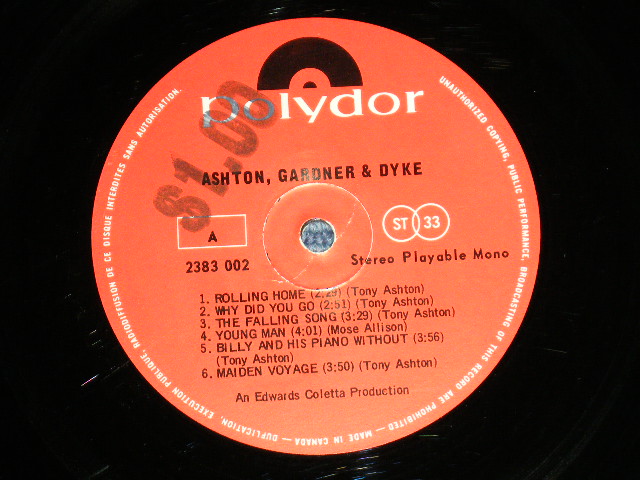 polydor
$1.00
ASHTON, GARDNER & DYKE
A
ST 33
2383 002
Stereo Playable Mono
1. ROLLING HOME (2:29) (Tony Ashton)
2. WHY DID YOU GO (2:51) (Tony Ashton)
3. THE FALLING SONG (3:29) (Tony Ashton)
4. YOUNG MAN (4:01) (Mose Allison)
5. BILLY AND HIS PIANO WITHOUT (3:56)
(Tony Ashton)
6. MAIDEN VOYAGE (3:50) (Tony Ashton)
An Edwards Coletta Production
UNAUTHORIZED COPYING, PUBLIC PERFORMANCE, BROADCASTING OF THIS RECORD ARE PROHIBITED — MADE IN CANADA — DUPLICATION, EXECUTION PUBLIQUE, RADIODIFFUSION DE CE DISQUE INTERDITES SANS AUTORISATION.